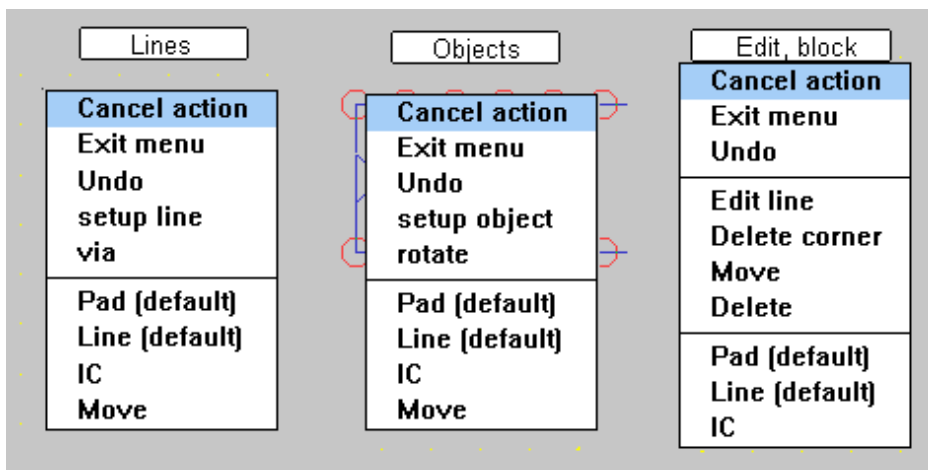 Lines
Cancel action
Exit menu
Undo
setup line
via
Pad (default)
Line (default)
IC
Move
Objects
Cancel action
Exit menu
Undo
setup object
rotate
Pad (default)
Line (default)
IC
Move
Edit, block
Cancel action
Exit menu
Undo
Edit line
Delete corner
Move
Delete
Pad (default)
Line (default)
IC